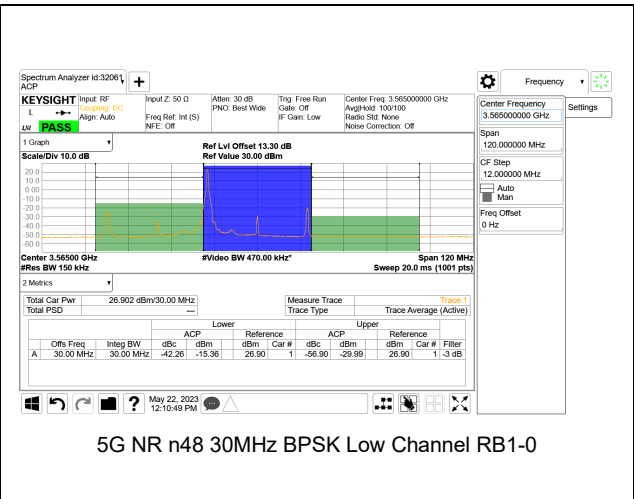 Spectrum Analyzer id:32061
ACP
Frequency
KEYSIGHT
L
LXI PASS
Input: RF
Coupling: DC
Align: Auto
Input Z: 50 Ω
Freq Ref: Int (S)
NFE: Off
Atten: 30 dB
PNO: Best Wide
Trig: Free Run
Gate: Off
IF Gain: Low
Center Freq: 3.565000000 GHz
Avg|Hold: 100/100
Radio Std: None
Noise Correction: Off
Center Frequency
3.565000000 GHz
Settings
Span
120.000000 MHz
CF Step
12.000000 MHz
Auto
Man
Freq Offset
0 Hz
1 Graph
Scale/Div 10.0 dB
Ref Lvl Offset 13.30 dB
Ref Value 30.00 dBm
20.0
10.0
0.00
-10.0
-20.0
-30.0
-40.0
-50.0
-60.0
Center 3.56500 GHz #Video BW 470.00 kHz* Span 120 MHz
#Res BW 150 kHz Sweep 20.0 ms (1001 pts)
2 Metrics
Total Car Pwr 26.902 dBm/30.00 MHz Measure Trace Trace 1
Total PSD --- Trace Type Trace Average (Active)
Lower Upper
ACP Reference ACP Reference
Offs Freq Integ BW dBc dBm dBm Car # dBc dBm dBm Car # Filter
A 30.00 MHz 30.00 MHz -42.26 -15.36 26.90 1 -56.90 -29.99 26.90 1 -3 dB
May 22, 2023
12:10:49 PM
5G NR n48 30MHz BPSK Low Channel RB1-0